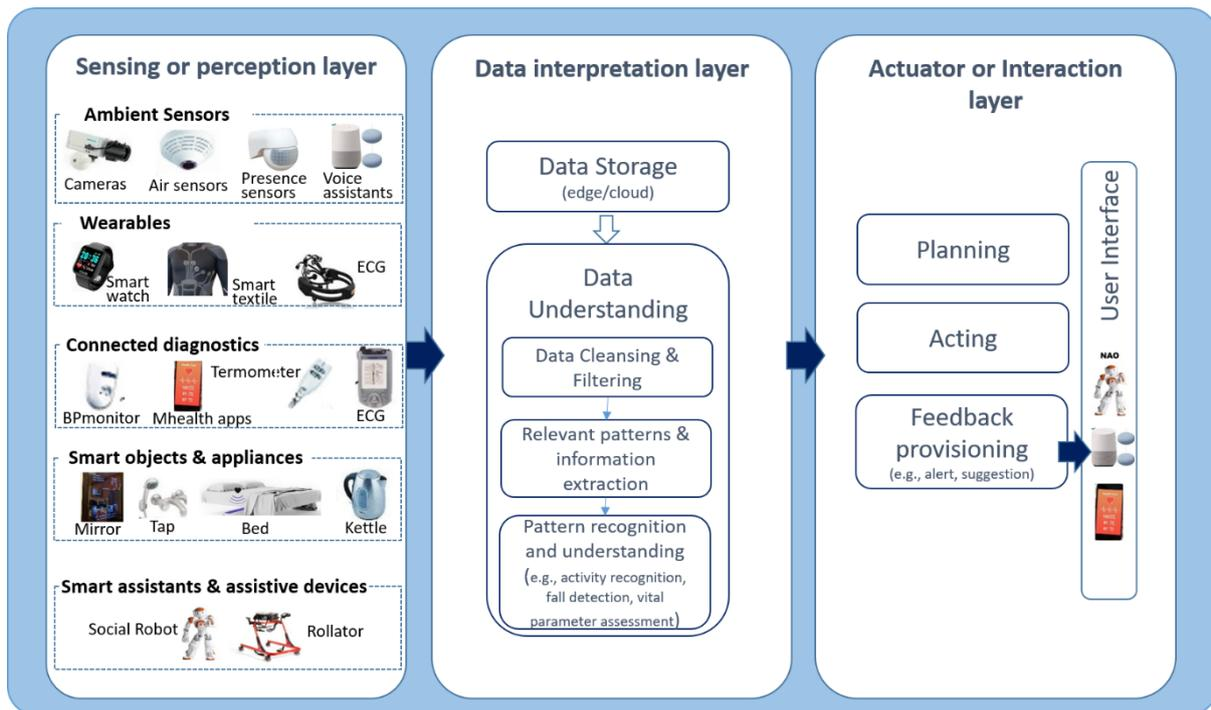 Sensing or perception layer
Ambient Sensors
Cameras
Air sensors
Presence
sensors
Voice
assistants
Wearables
Smart
watch
Smart
textile
ECG
Connected diagnostics
BPmonitor
Mhealth apps
Termometer
ECG
Smart objects & appliances
Mirror
Tap
Bed
Kettle
Smart assistants & assistive devices
Social Robot
Rollator
Data interpretation layer
Data Storage
(edge/cloud)
Data
Understanding
Data Cleansing &
Filtering
Relevant patterns &
information
extraction
Pattern recognition
and understanding
(e.g., activity recognition,
fall detection, vital
parameter assessment)
Actuator or Interaction
layer
Planning
Acting
Feedback
provisioning
(e.g., alert, suggestion)
User Interface
NAO